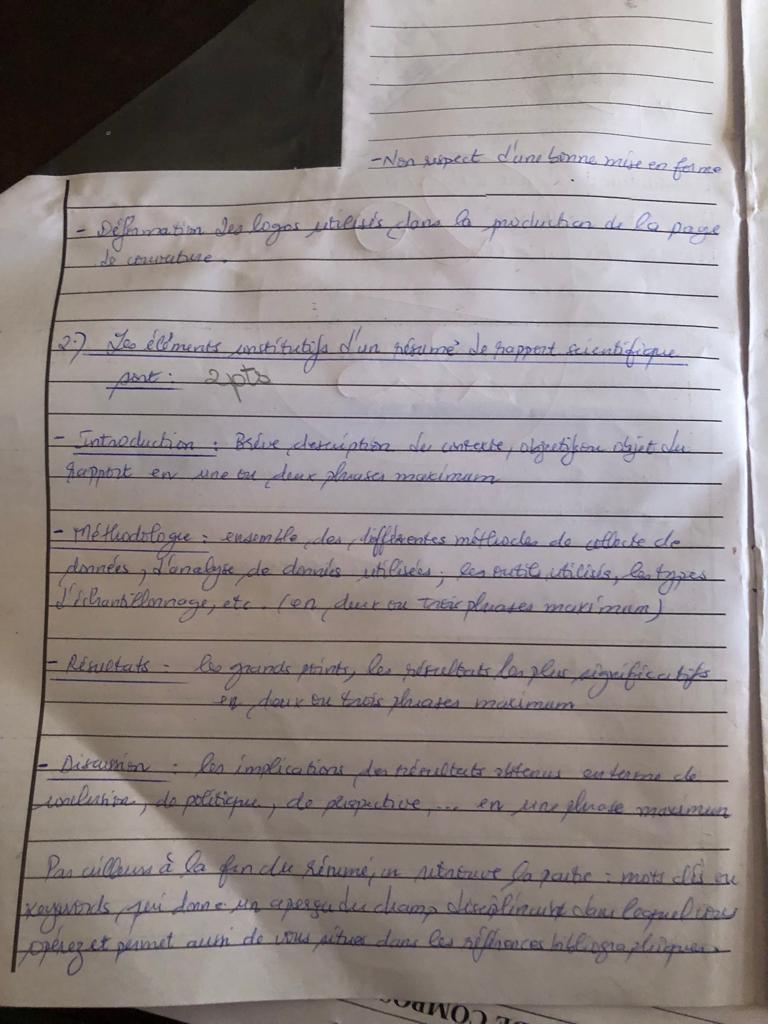 - Non respect d'une bonne mise en forme
- Déformation des logos utilisés dans la production de la page
de couverture.
2.) Les éléments constitutifs d'un résumé de rapport scientifique
sont : 2pts
- Introduction : Brève description du contexte, objectif ou objet du
rapport en une ou deux phrases maximum
- Méthodologie : ensemble des différentes méthodes de collecte de
données, d'analyse de données utilisées, les outils utilisés, les types
d'échantillonnage, etc. (en deux ou trois phrases maximum)
- Résultats : les grands points, les résultats les plus significatifs
en deux ou trois phrases maximum
- Discussion : les implications des résultats obtenus en terme de
conclusion, de politique, de perspective, ... en une phrase maximum
Par ailleurs à la fin du résumé, on retrouve la partie : mots clés ou
keywords, qui donne un aperçu du champ disciplinaire dans lequel vous
opérez et permet aussi de vous situer dans les références bibliographiques.
DE COMPOS